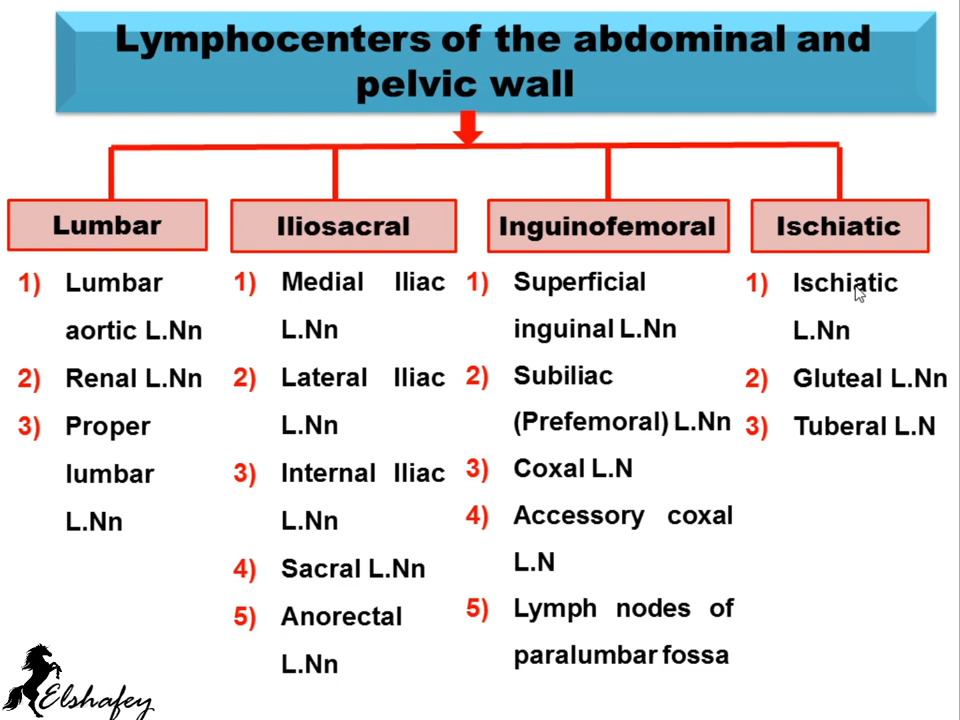 Lymphocenters of the abdominal and
pelvic wall
Lumbar
1) Lumbar
aortic L.Nn
2) Renal L.Nn
3) Proper
lumbar
L.Nn
Iliosacral
1) Medial Iliac
L.Nn
2) Lateral Iliac
L.Nn
3) Internal Iliac
L.Nn
4) Sacral L.Nn
5) Anorectal
L.Nn
Inguinofemoral
1) Superficial
inguinal L.Nn
2) Subiliac
(Prefemoral) L.Nn
3) Coxal L.N
4) Accessory coxal
L.N
5) Lymph nodes of
paralumbar fossa
Ischiatic
1) Ischiatic
L.Nn
2) Gluteal L.Nn
3) Tuberal L.N
Elshafey